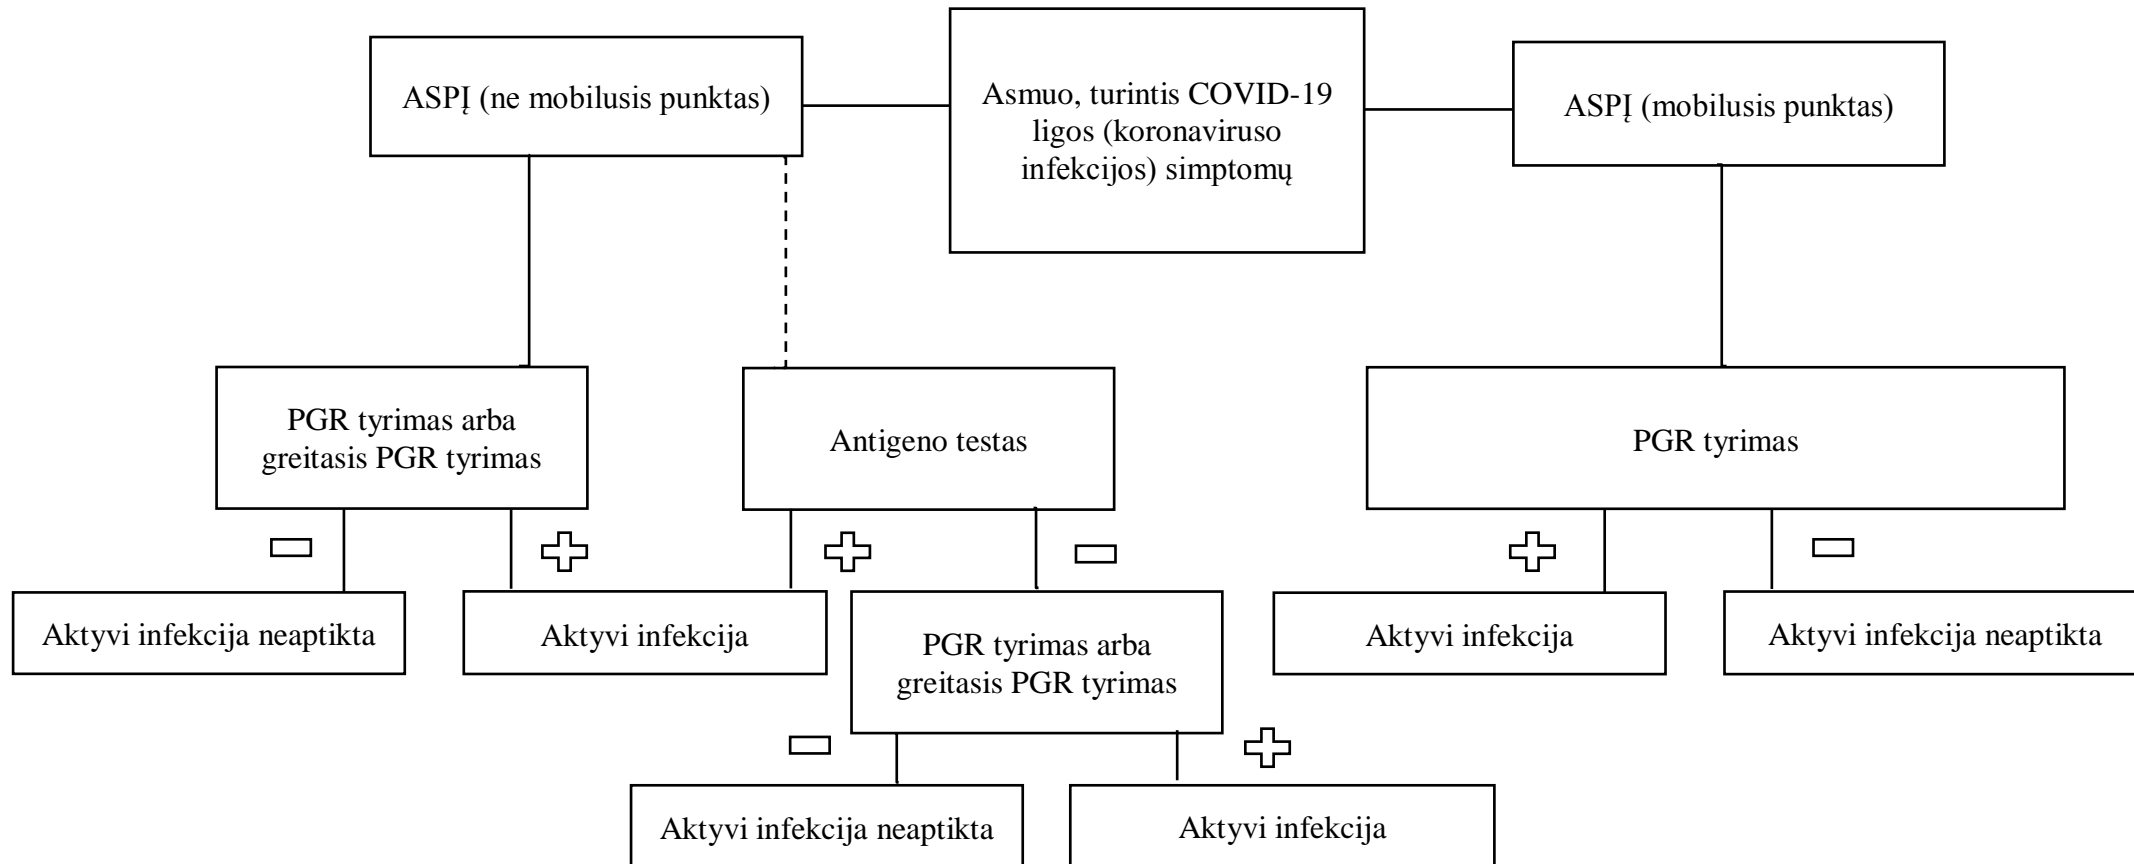 ASPĮ (ne mobilusis punktas)
Asmuo, turintis COVID-19
ligos (koronaviruso
infekcijos) simptomų
ASPĮ (mobilusis punktas)
PGR tyrimas arba
greitasis PGR tyrimas
Antigeno testas
PGR tyrimas
Aktyvi infekcija neaptikta
Aktyvi infekcija
PGR tyrimas arba
greitasis PGR tyrimas
Aktyvi infekcija
Aktyvi infekcija neaptikta
Aktyvi infekcija neaptikta
Aktyvi infekcija